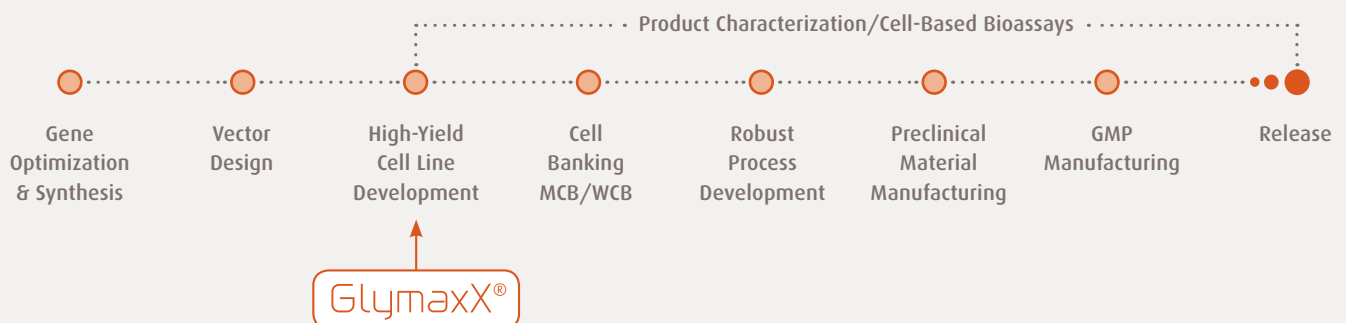 Product Characterization/Cell-Based Bioassays
Gene
Optimization
& Synthesis
Vector
Design
High-Yield
Cell Line
Development
Cell
Banking
MCB/WCB
Robust
Process
Development
Preclinical
Material
Manufacturing
GMP
Manufacturing
Release
GlymaxX®